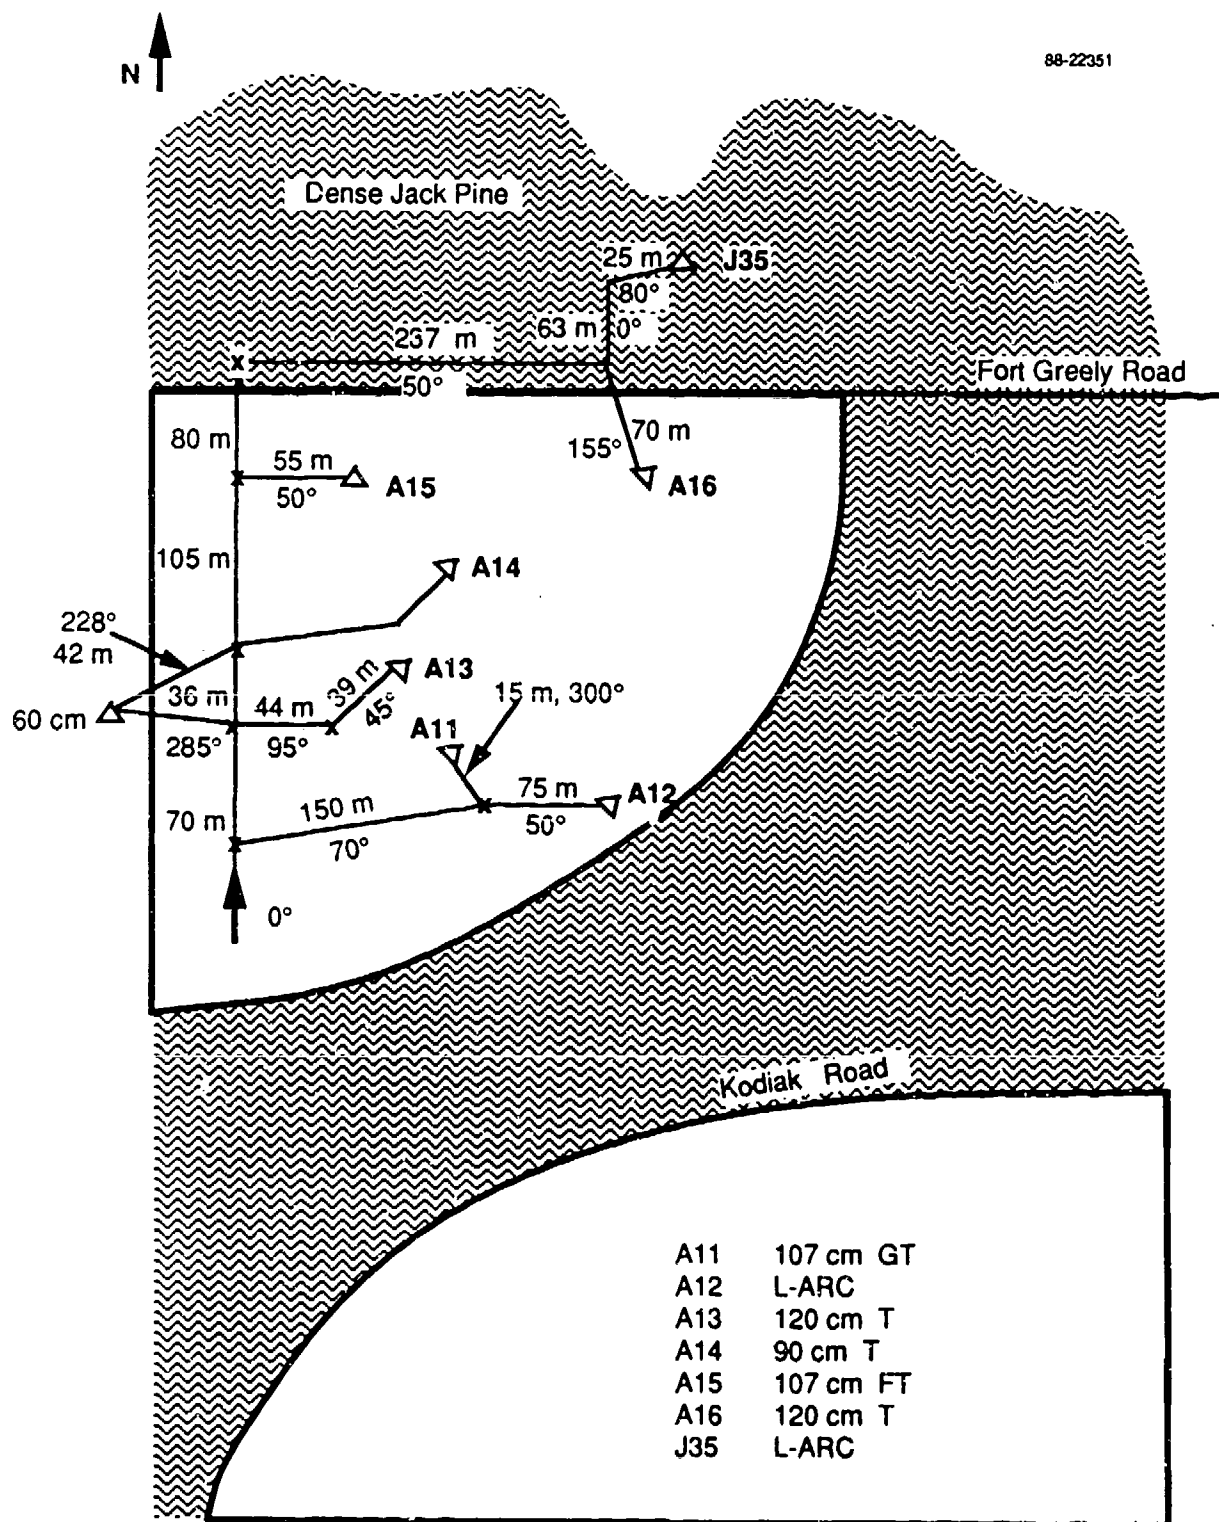 88-22351
N
Dense Jack Pine
25 m
J35
80°
237 m
63 m
0°
50°
Fort Greely Road
80 m
55 m
50°
A15
70 m
155°
A16
105 m
A14
228°
42 m
36 m
60 cm
285°
44 m
95°
39 m
45°
A13
15 m, 300°
A11
75 m
50°
A12
150 m
70°
70 m
0°
Kodiak Road
A11 107 cm GT
A12 L-ARC
A13 120 cm T
A14 90 cm T
A15 107 cm FT
A16 120 cm T
J35 L-ARC